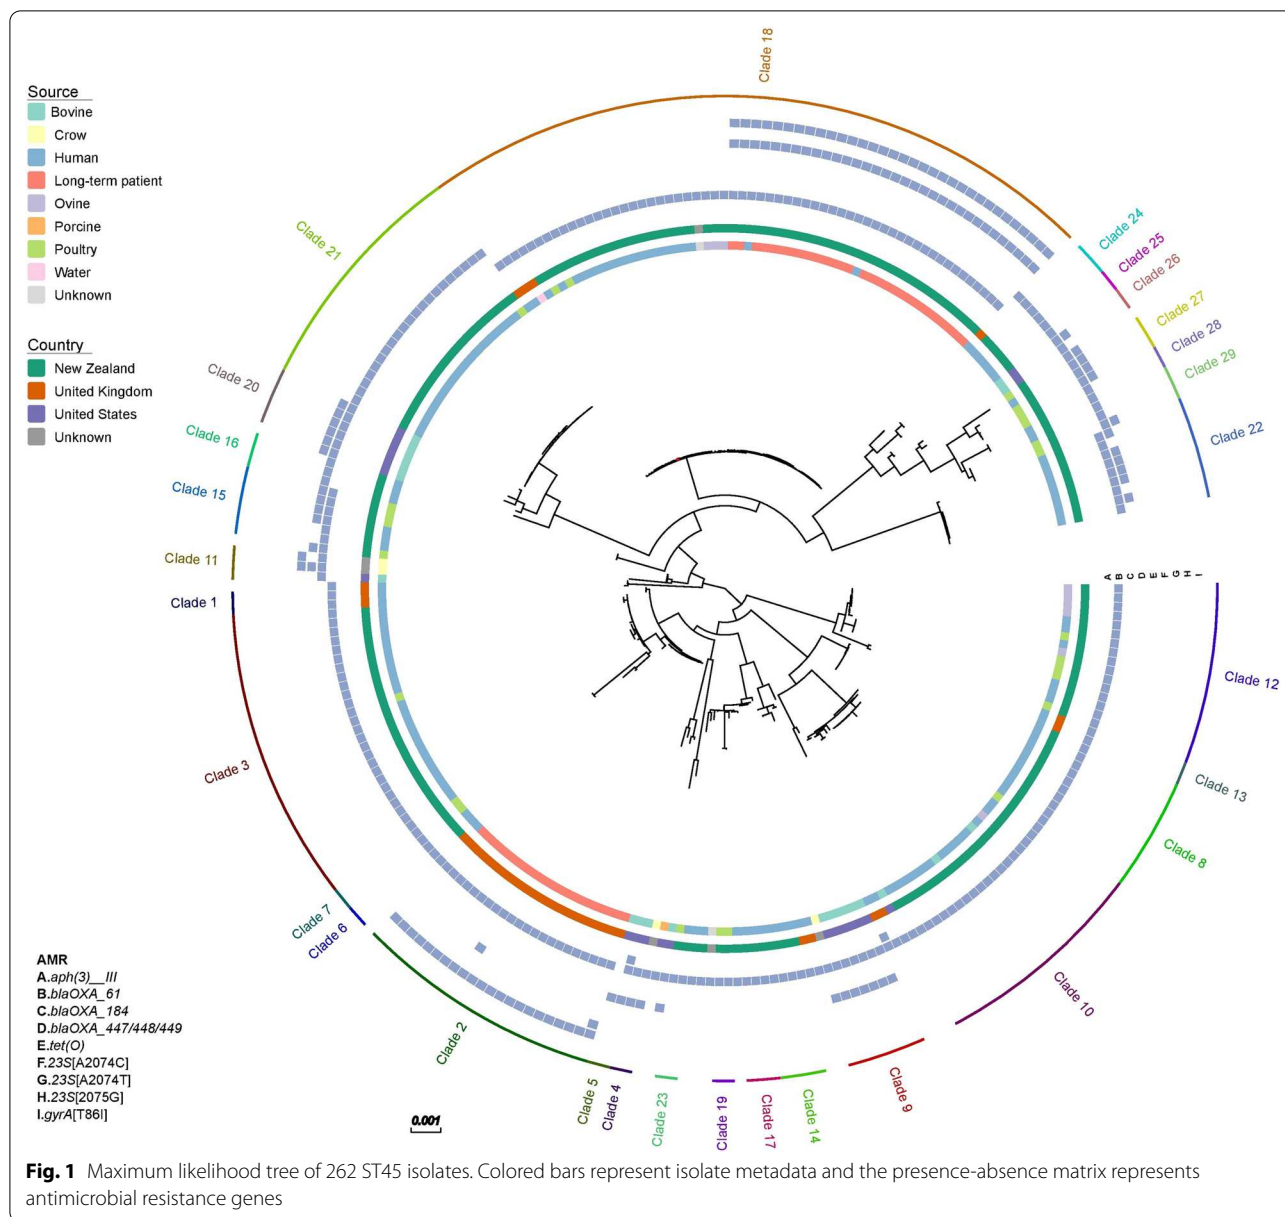 Clade 18
Source
Bovine
Crow
Human
Long-term patient
Ovine
Porcine
Poultry
Water
Unknown
Country
New Zealand
United Kingdom
United States
Unknown
Clade 21
Clade 20
Clade 16
Clade 15
Clade 11
Clade 1
Clade 3
Clade 7
Clade 6
Clade 2
Clade 5
Clade 4
Clade 23
Clade 19
Clade 17
Clade 14
Clade 9
Clade 10
Clade 8
Clade 13
Clade 12
Clade 22
Clade 29
Clade 28
Clade 27
Clade 26
Clade 25
Clade 24
A B C D E F G H I
AMR
A.aph(3)__III
B.blaOXA_61
C.blaOXA_184
D.blaOXA_447/448/449
E.tet(O)
F.23S[A2074C]
G.23S[A2074T]
H.23S[2075G]
I.gyrA[T86I]
0.001
Fig. 1 Maximum likelihood tree of 262 ST45 isolates. Colored bars represent isolate metadata and the presence-absence matrix represents
antimicrobial resistance genes